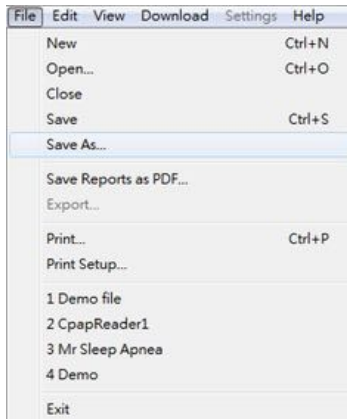 File Edit View Download Settings Help
New Ctrl+N
Open... Ctrl+O
Close
Save Ctrl+S
Save As...
Save Reports as PDF...
Export...
Print... Ctrl+P
Print Setup...
1 Demo file
2 CpapReader1
3 Mr Sleep Apnea
4 Demo
Exit